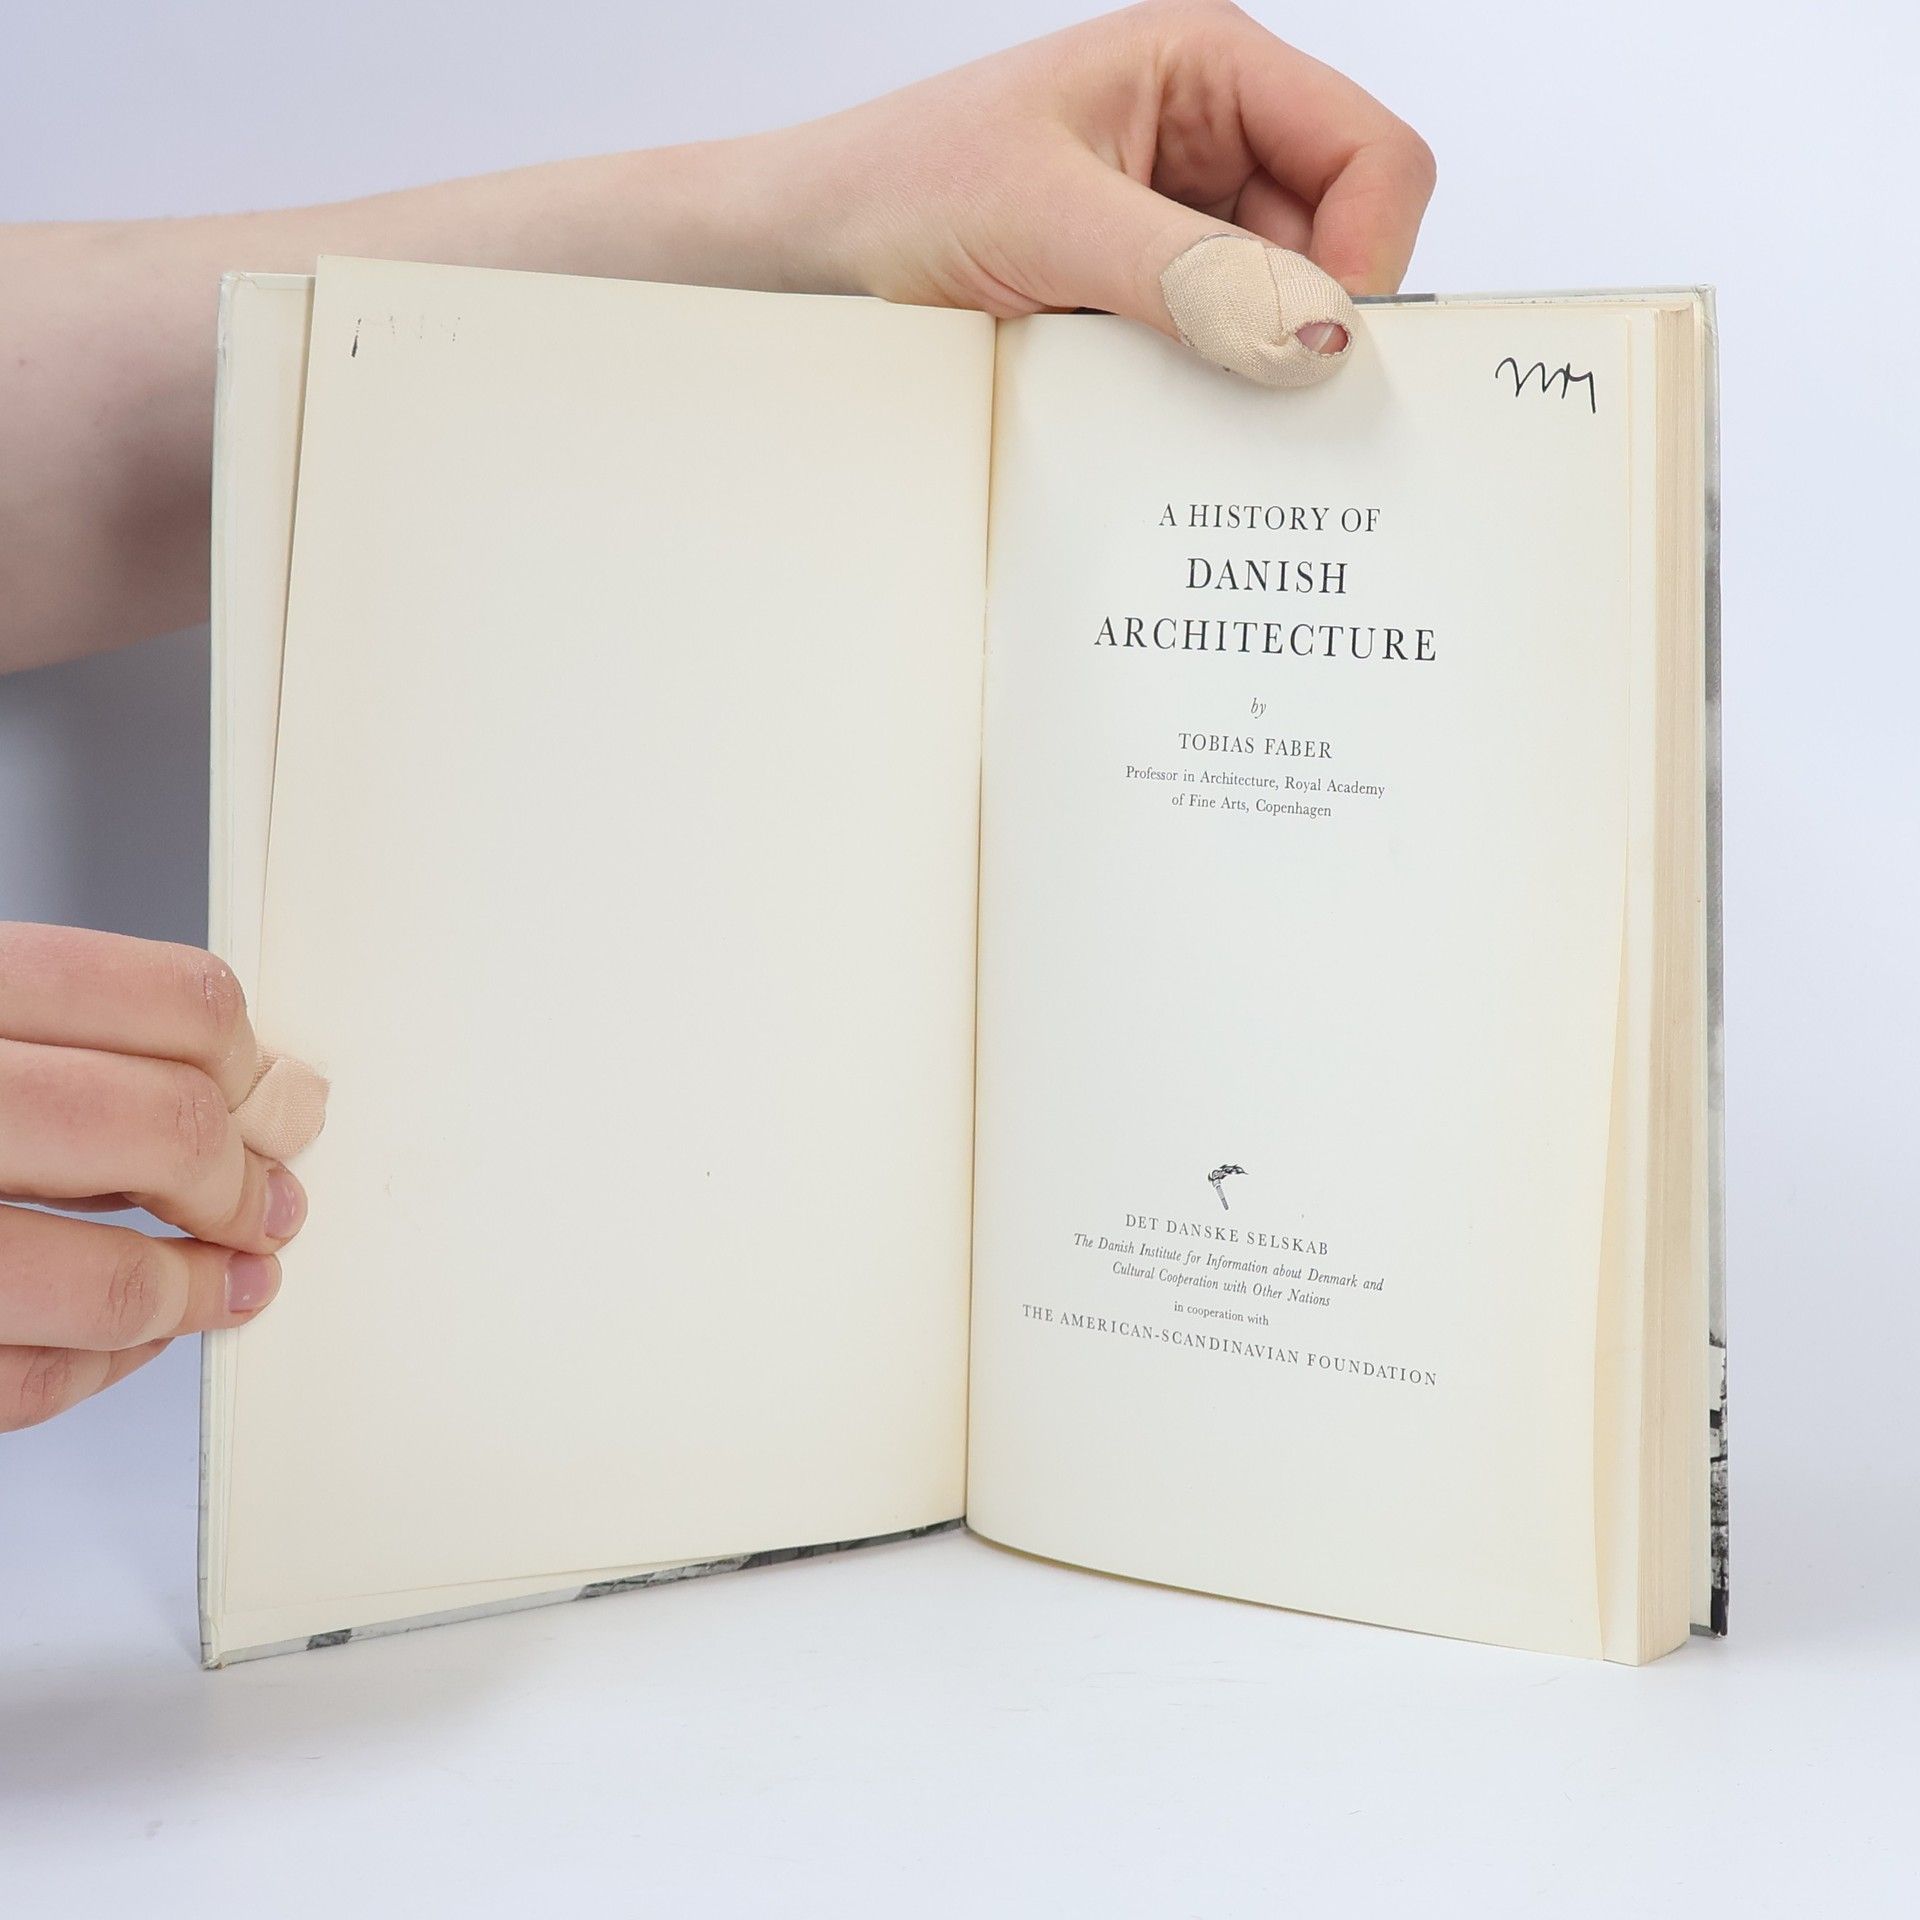 A HISTORY OF
DANISH
ARCHITECTURE
by
TOBIAS FABER
Professor in Architecture, Royal Academy
of Fine Arts, Copenhagen
DET DANSKE SELSKAB
The Danish Institute for Information about Denmark and
Cultural Cooperation with Other Nations
in cooperation with
THE AMERICAN-SCANDINAVIAN FOUNDATION